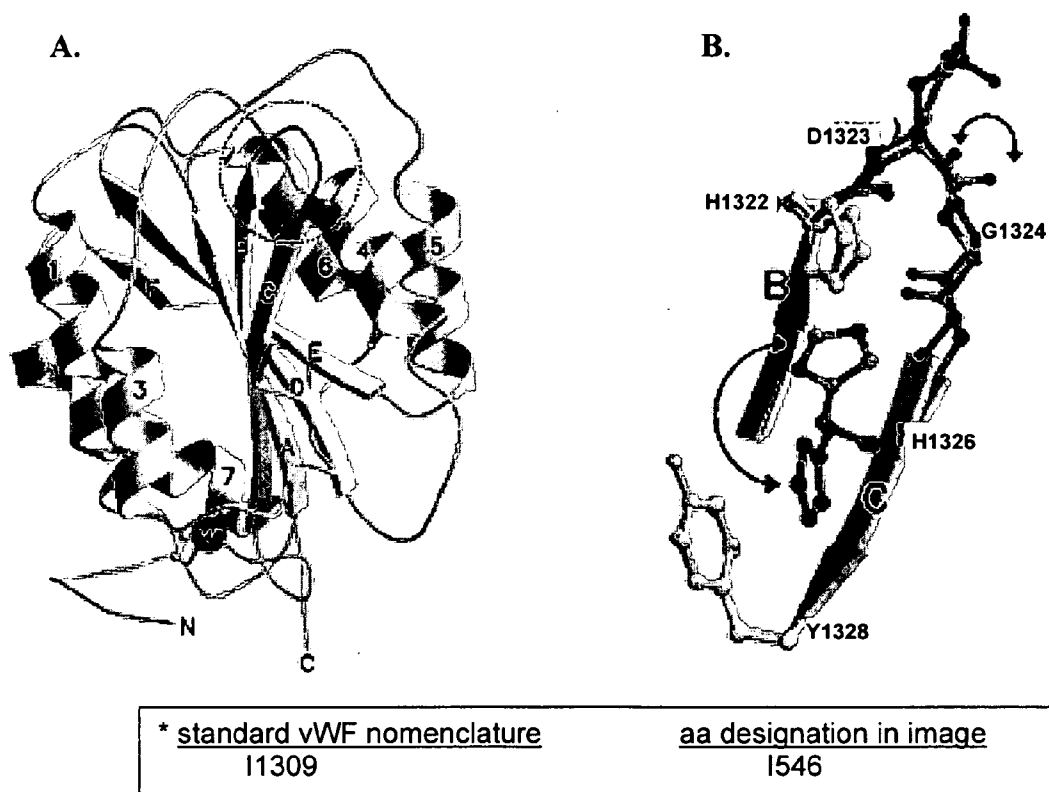 A.
B.
1
3
7
F
B
C
6
4
5
E
D
A
N
C
D1323
H1322
G1324
B
H1326
C
Y1328
* standard vWF nomenclature aa designation in image
I1309 I546